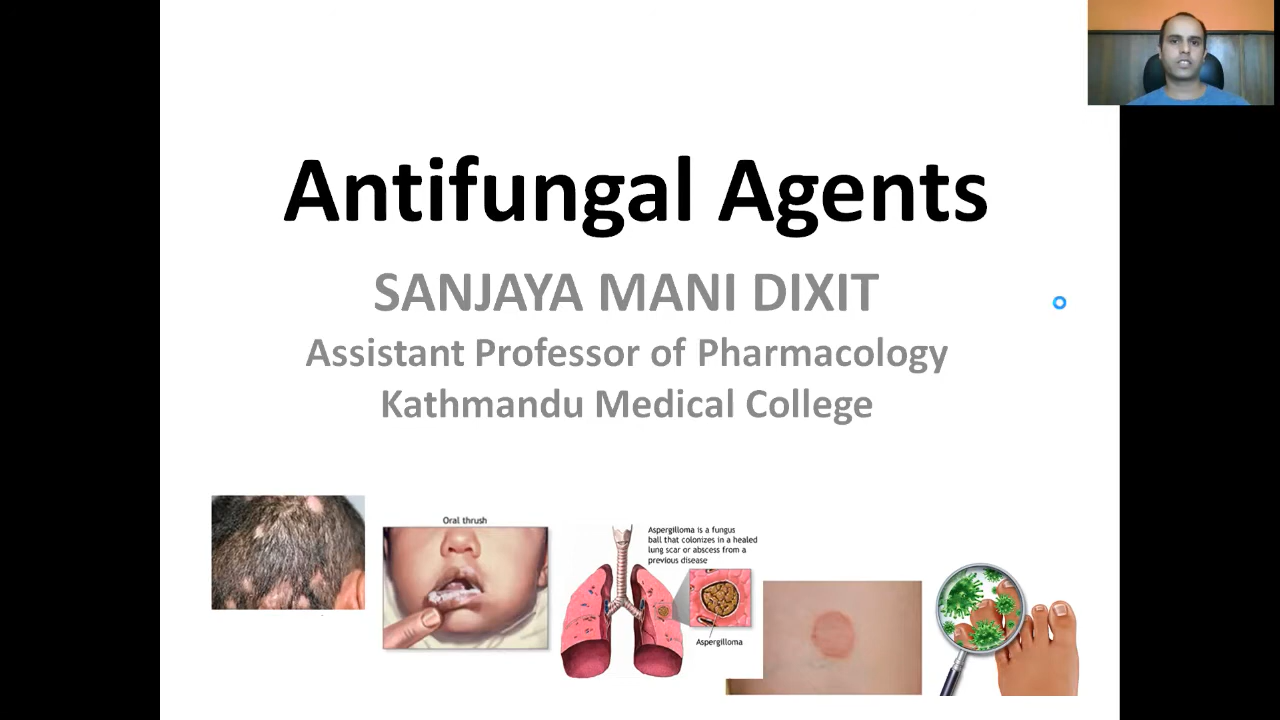 Antifungal Agents
SANJAYA MANI DIXIT
Assistant Professor of Pharmacology
Kathmandu Medical College
Oral thrush
Aspergilloma is a fungus
ball that colonizes in a healed
lung scar or abscess from a
previous disease
Aspergilloma